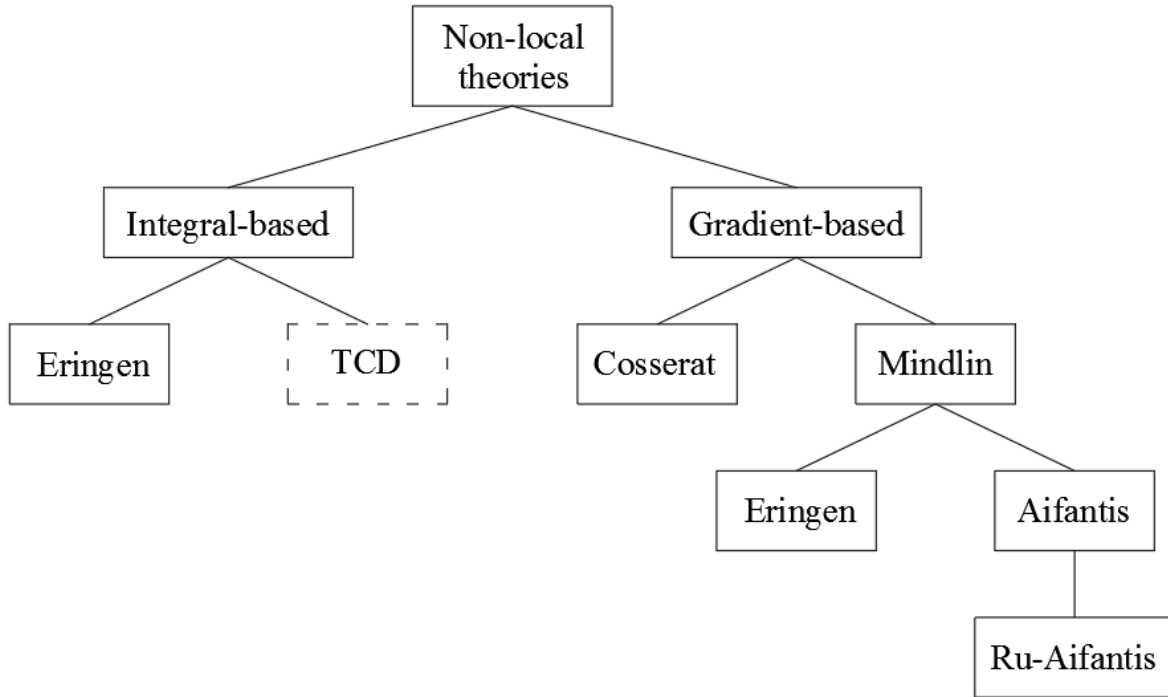 Non-local
theories
Integral-based
Gradient-based
Eringen
TCD
Cosserat
Mindlin
Eringen
Aifantis
Ru-Aifantis